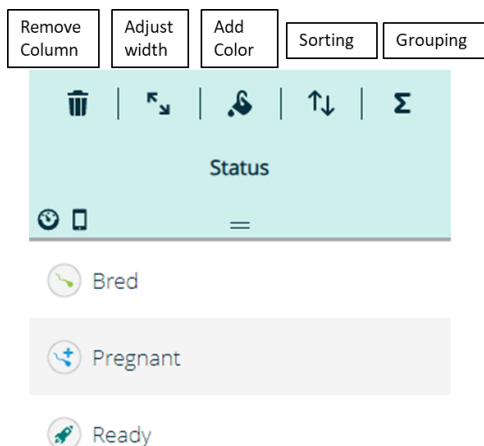 Remove Column
Adjust width
Add Color
Sorting
Grouping
Σ
Status
Bred
Pregnant
Ready